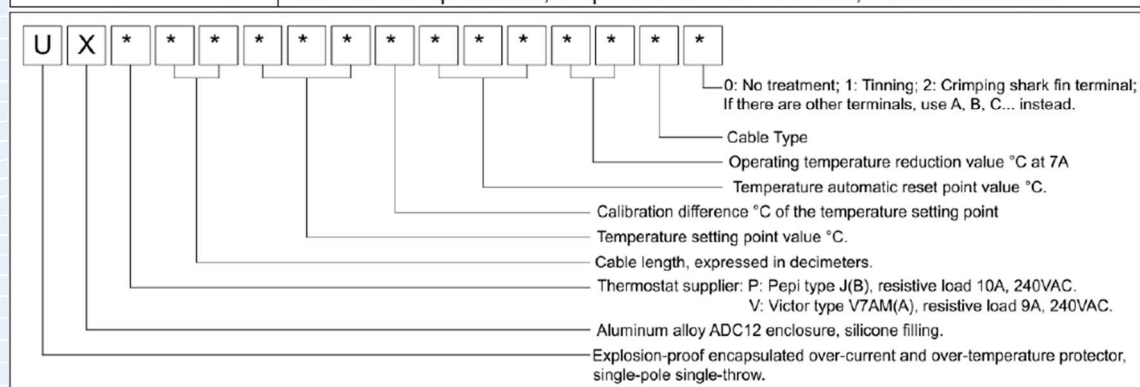 U X * * * * * * * * * * * * * *
0: No treatment; 1: Tinning; 2: Crimping shark fin terminal;
If there are other terminals, use A, B, C... instead.
Cable Type
Operating temperature reduction value °C at 7A
Temperature automatic reset point value °C.
Calibration difference °C of the temperature setting point
Temperature setting point value °C.
Cable length, expressed in decimeters.
Thermostat supplier: P: Pepi type J(B), resistive load 10A, 240VAC.
V: Victor type V7AM(A), resistive load 9A, 240VAC.
Aluminum alloy ADC12 enclosure, silicone filling.
Explosion-proof encapsulated over-current and over-temperature protector,
single-pole single-throw.